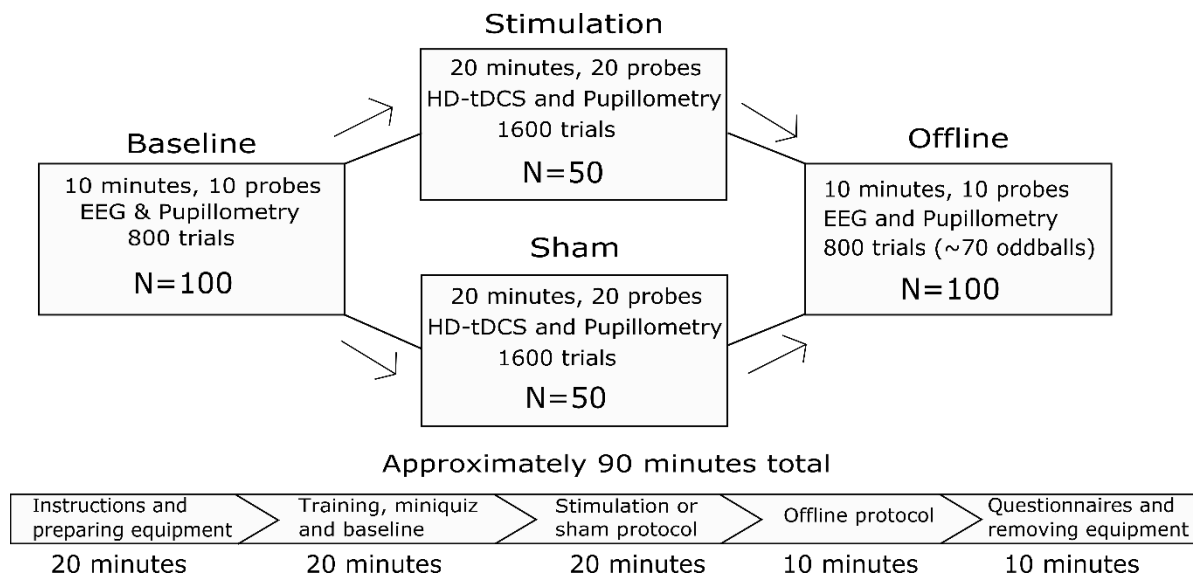 Stimulation
20 minutes, 20 probes
HD-tDCS and Pupillometry
1600 trials
N=50
Baseline
10 minutes, 10 probes
EEG & Pupillometry
800 trials
N=100
Offline
10 minutes, 10 probes
EEG and Pupillometry
800 trials (~70 oddballs)
N=100
Sham
20 minutes, 20 probes
HD-tDCS and Pupillometry
1600 trials
N=50
Approximately 90 minutes total
Instructions and
preparing equipment
Training, miniquiz
and baseline
Stimulation or
sham protocol
Offline protocol
Questionnaires and
removing equipment
20 minutes
20 minutes
20 minutes
10 minutes
10 minutes